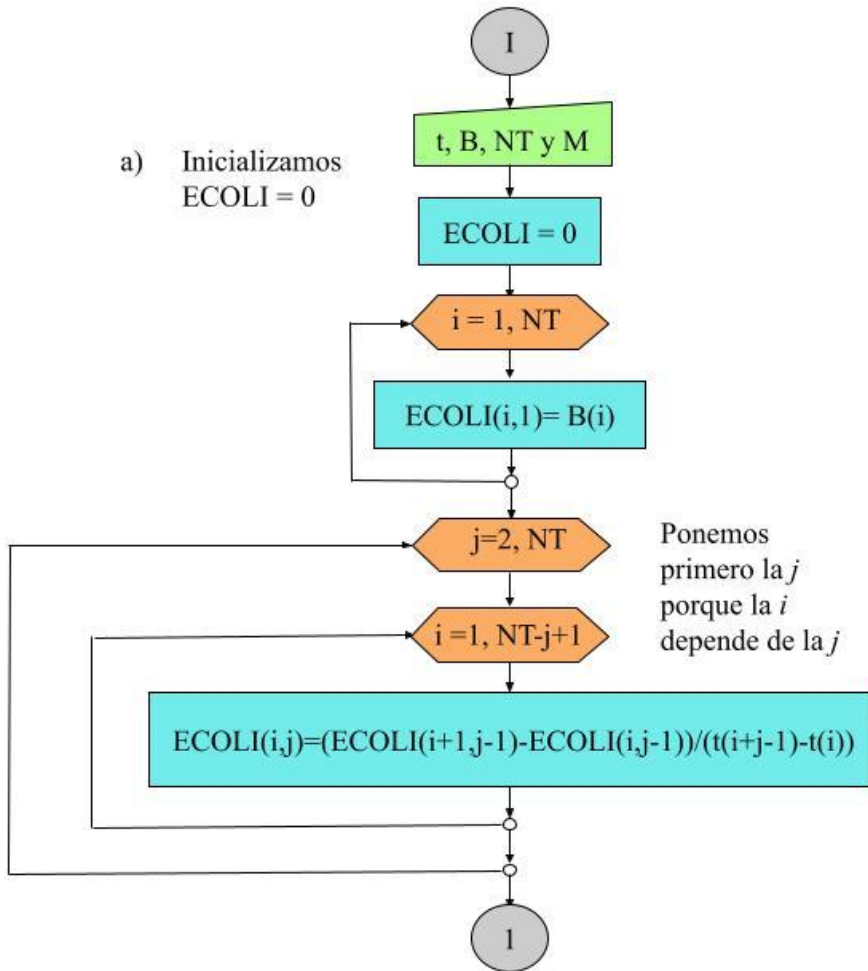 I
t, B, NT y M
a) Inicializamos
ECOLI = 0
ECOLI = 0
i = 1, NT
ECOLI(i,1)= B(i)
j=2, NT
Ponemos
primero la j
porque la i
depende de la j
i =1, NT-j+1
ECOLI(i,j)=(ECOLI(i+1,j-1)-ECOLI(i,j-1))/(t(i+j-1)-t(i))
1